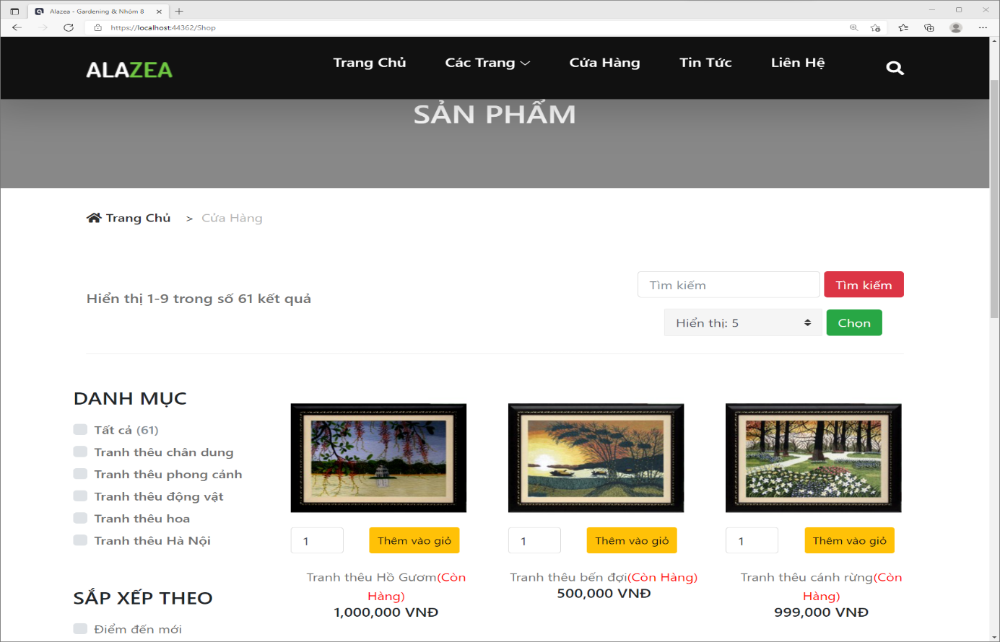 Alazea - Gardening & Nhóm 8
https://localhost:44362/Shop
ALAZEA
Trang Chủ
Các Trang
Cửa Hàng
Tin Tức
Liên Hệ
SẢN PHẨM
Trang Chủ > Cửa Hàng
Tìm kiếm
Tìm kiếm
Hiển thị 1-9 trong số 61 kết quả
Hiển thị: 5
Chọn
DANH MỤC
Tất cả (61)
Tranh thêu chân dung
Tranh thêu phong cảnh
Tranh thêu động vật
Tranh thêu hoa
Tranh thêu Hà Nội
SẮP XẾP THEO
Điểm đến mới
1
Thêm vào giỏ
Tranh thêu Hồ Gươm(Còn
Hàng)
1,000,000 VNĐ
1
Thêm vào giỏ
Tranh thêu bến đợi(Còn Hàng)
500,000 VNĐ
1
Thêm vào giỏ
Tranh thêu cánh rừng(Còn
Hàng)
999,000 VNĐ